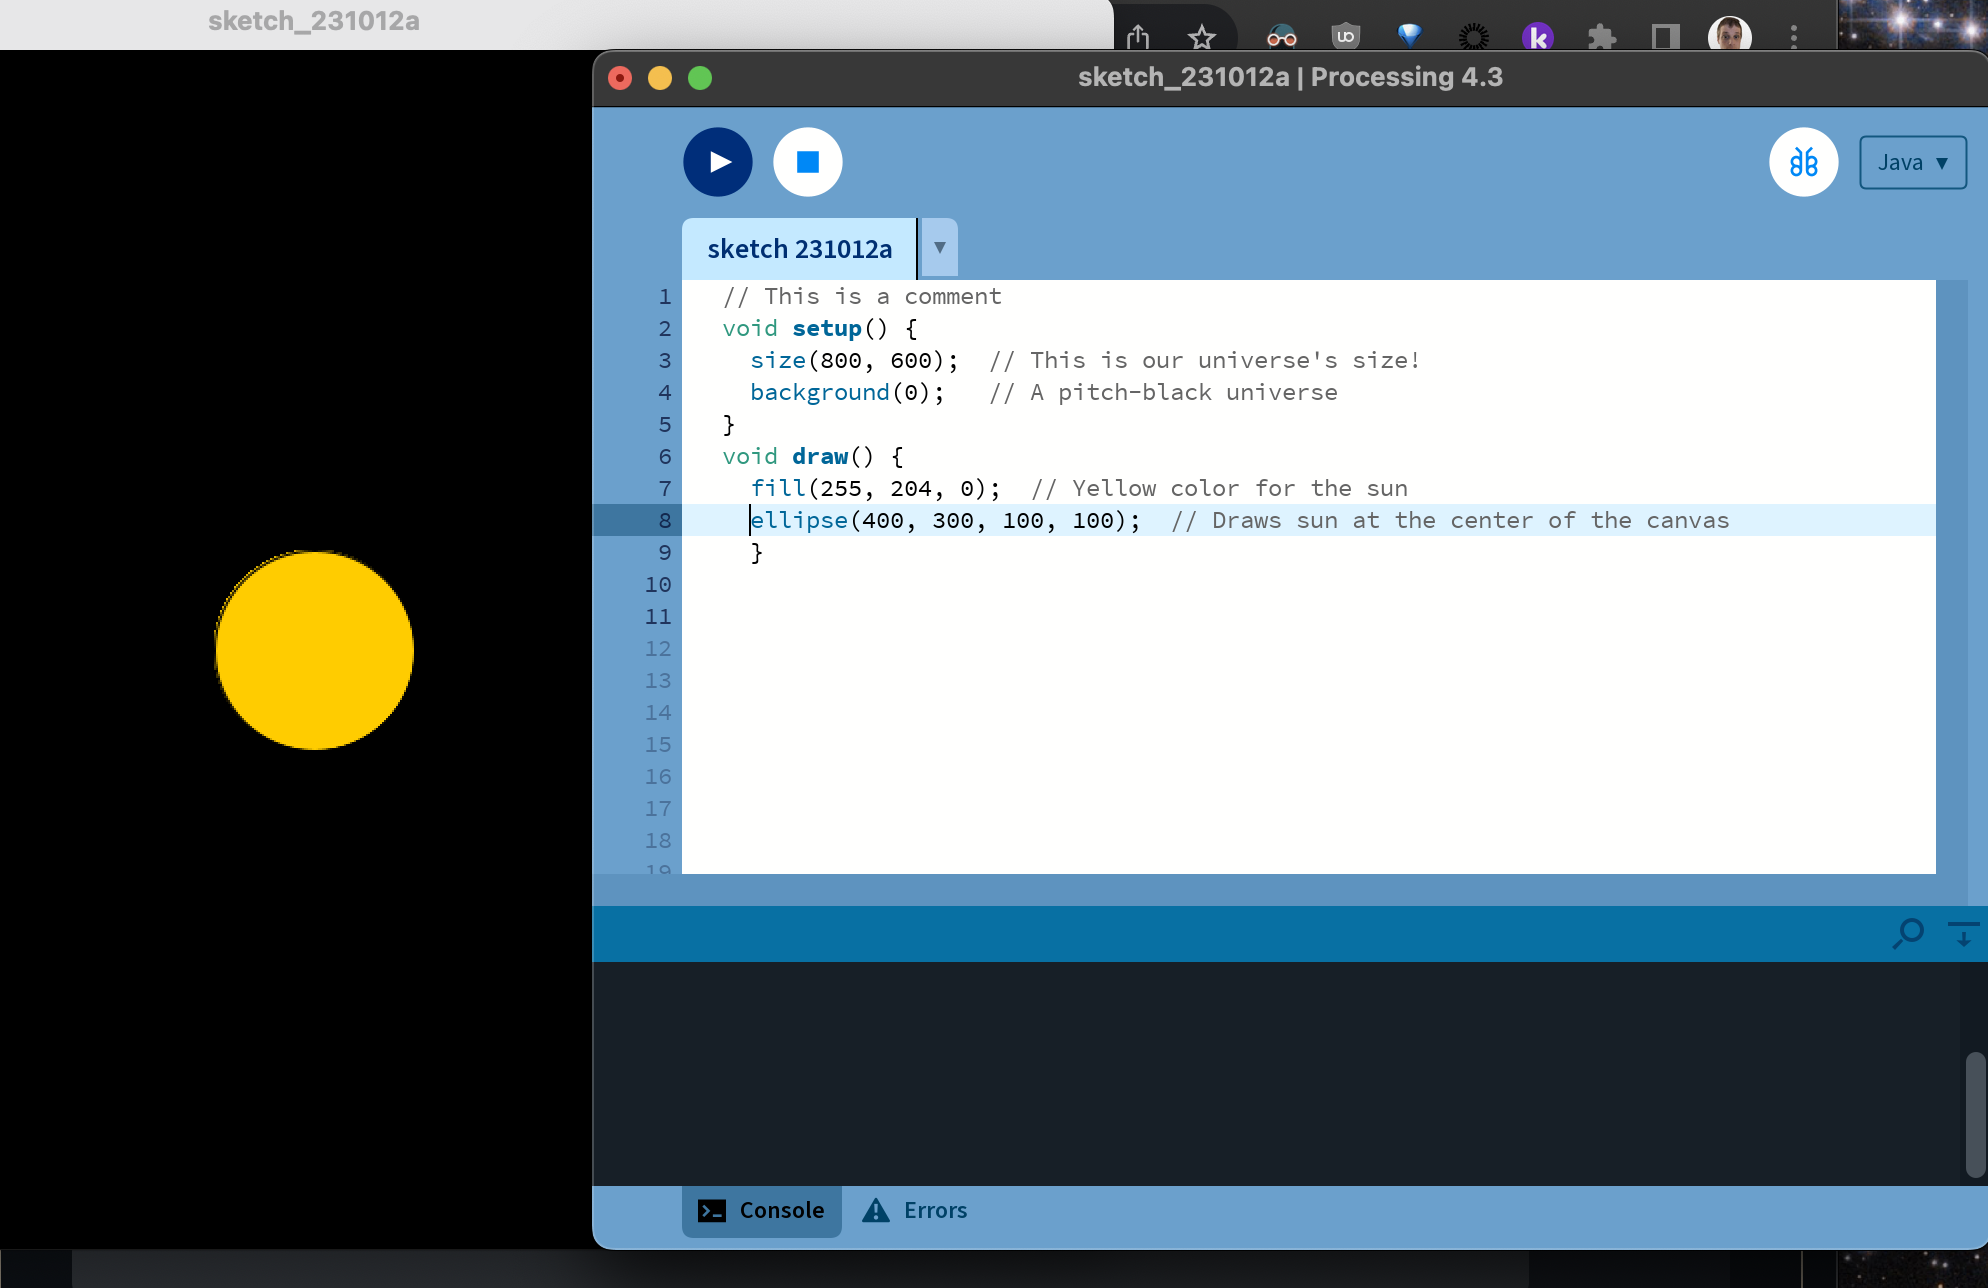 sketch_231012a
uo
k
sketch_231012a | Processing 4.3
Java ▼
sketch 231012a ▼
1 // This is a comment
2 void setup() {
3   size(800, 600);  // This is our universe's size!
4   background(0);   // A pitch-black universe
5 }
6 void draw() {
7   fill(255, 204, 0);  // Yellow color for the sun
8   ellipse(400, 300, 100, 100);  // Draws sun at the center of the canvas
9   }
10
11
12
13
14
15
16
17
18
19
Console Errors